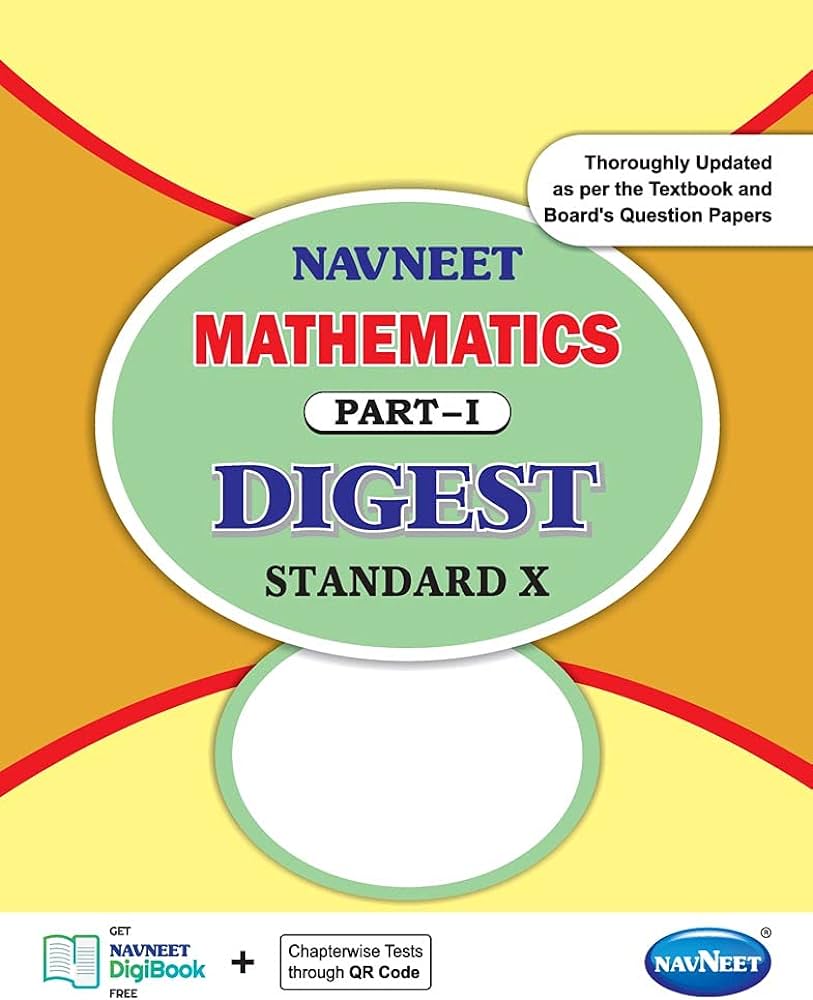 Thoroughly Updated
as per the Textbook and
Board's Question Papers
NAVNEET
MATHEMATICS
PART-I
DIGEST
STANDARD X
GET
NAVNEET
DigiBook
FREE
+
Chapterwise Tests
through QR Code
NAVNEET®